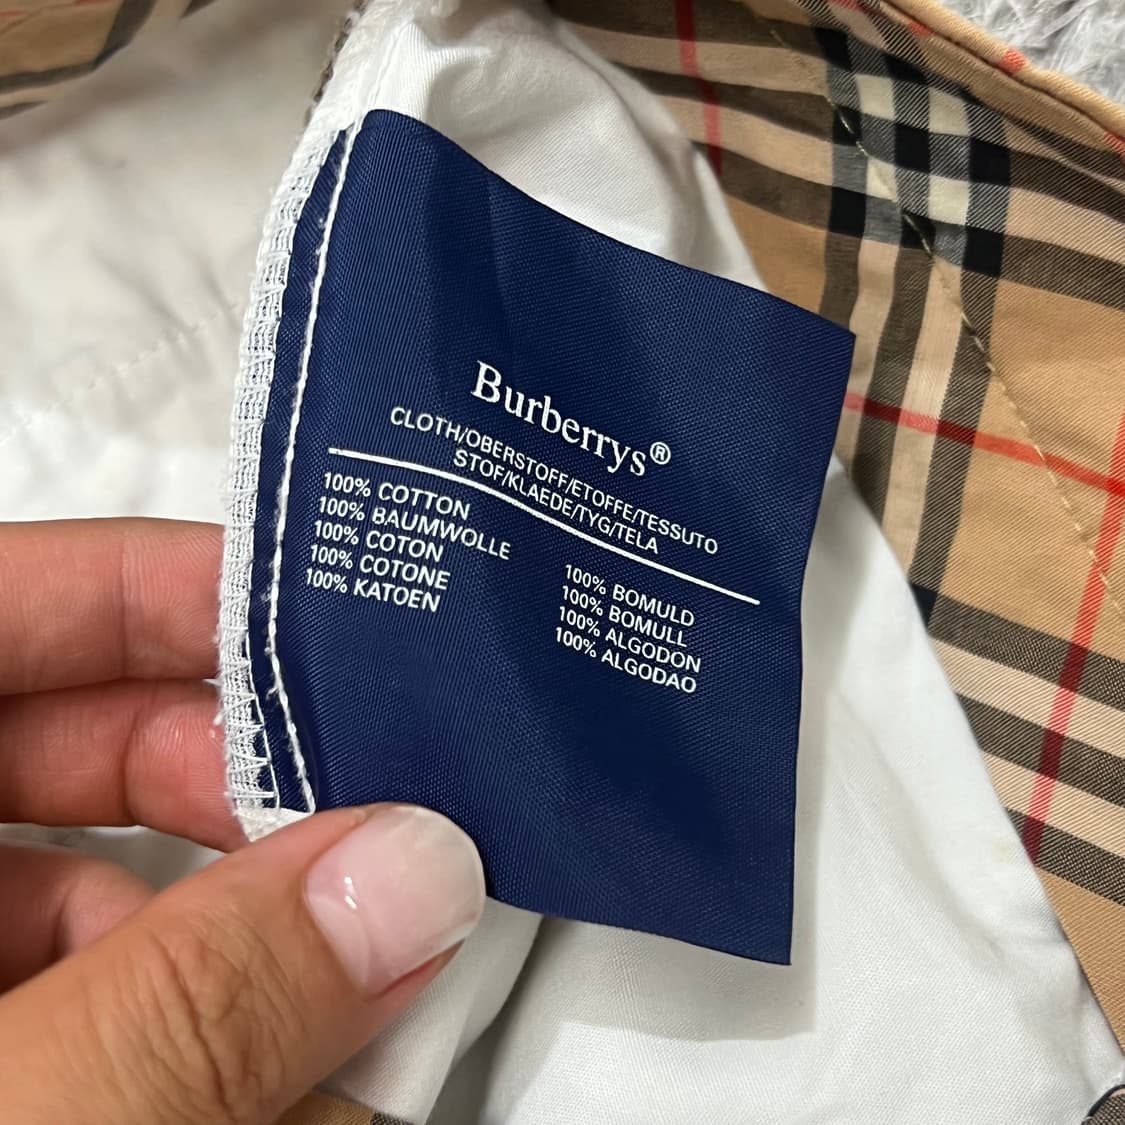 Burberrys®
CLOTH/OBERSTOFF/ETOFFE/TESSUTO
STOF/KLAEDE/TYG/TELA
100% COTTON
100% BAUMWOLLE
100% COTON
100% COTONE
100% KATOEN
100% BOMULD
100% BOMULL
100% ALGODON
100% ALGODAO